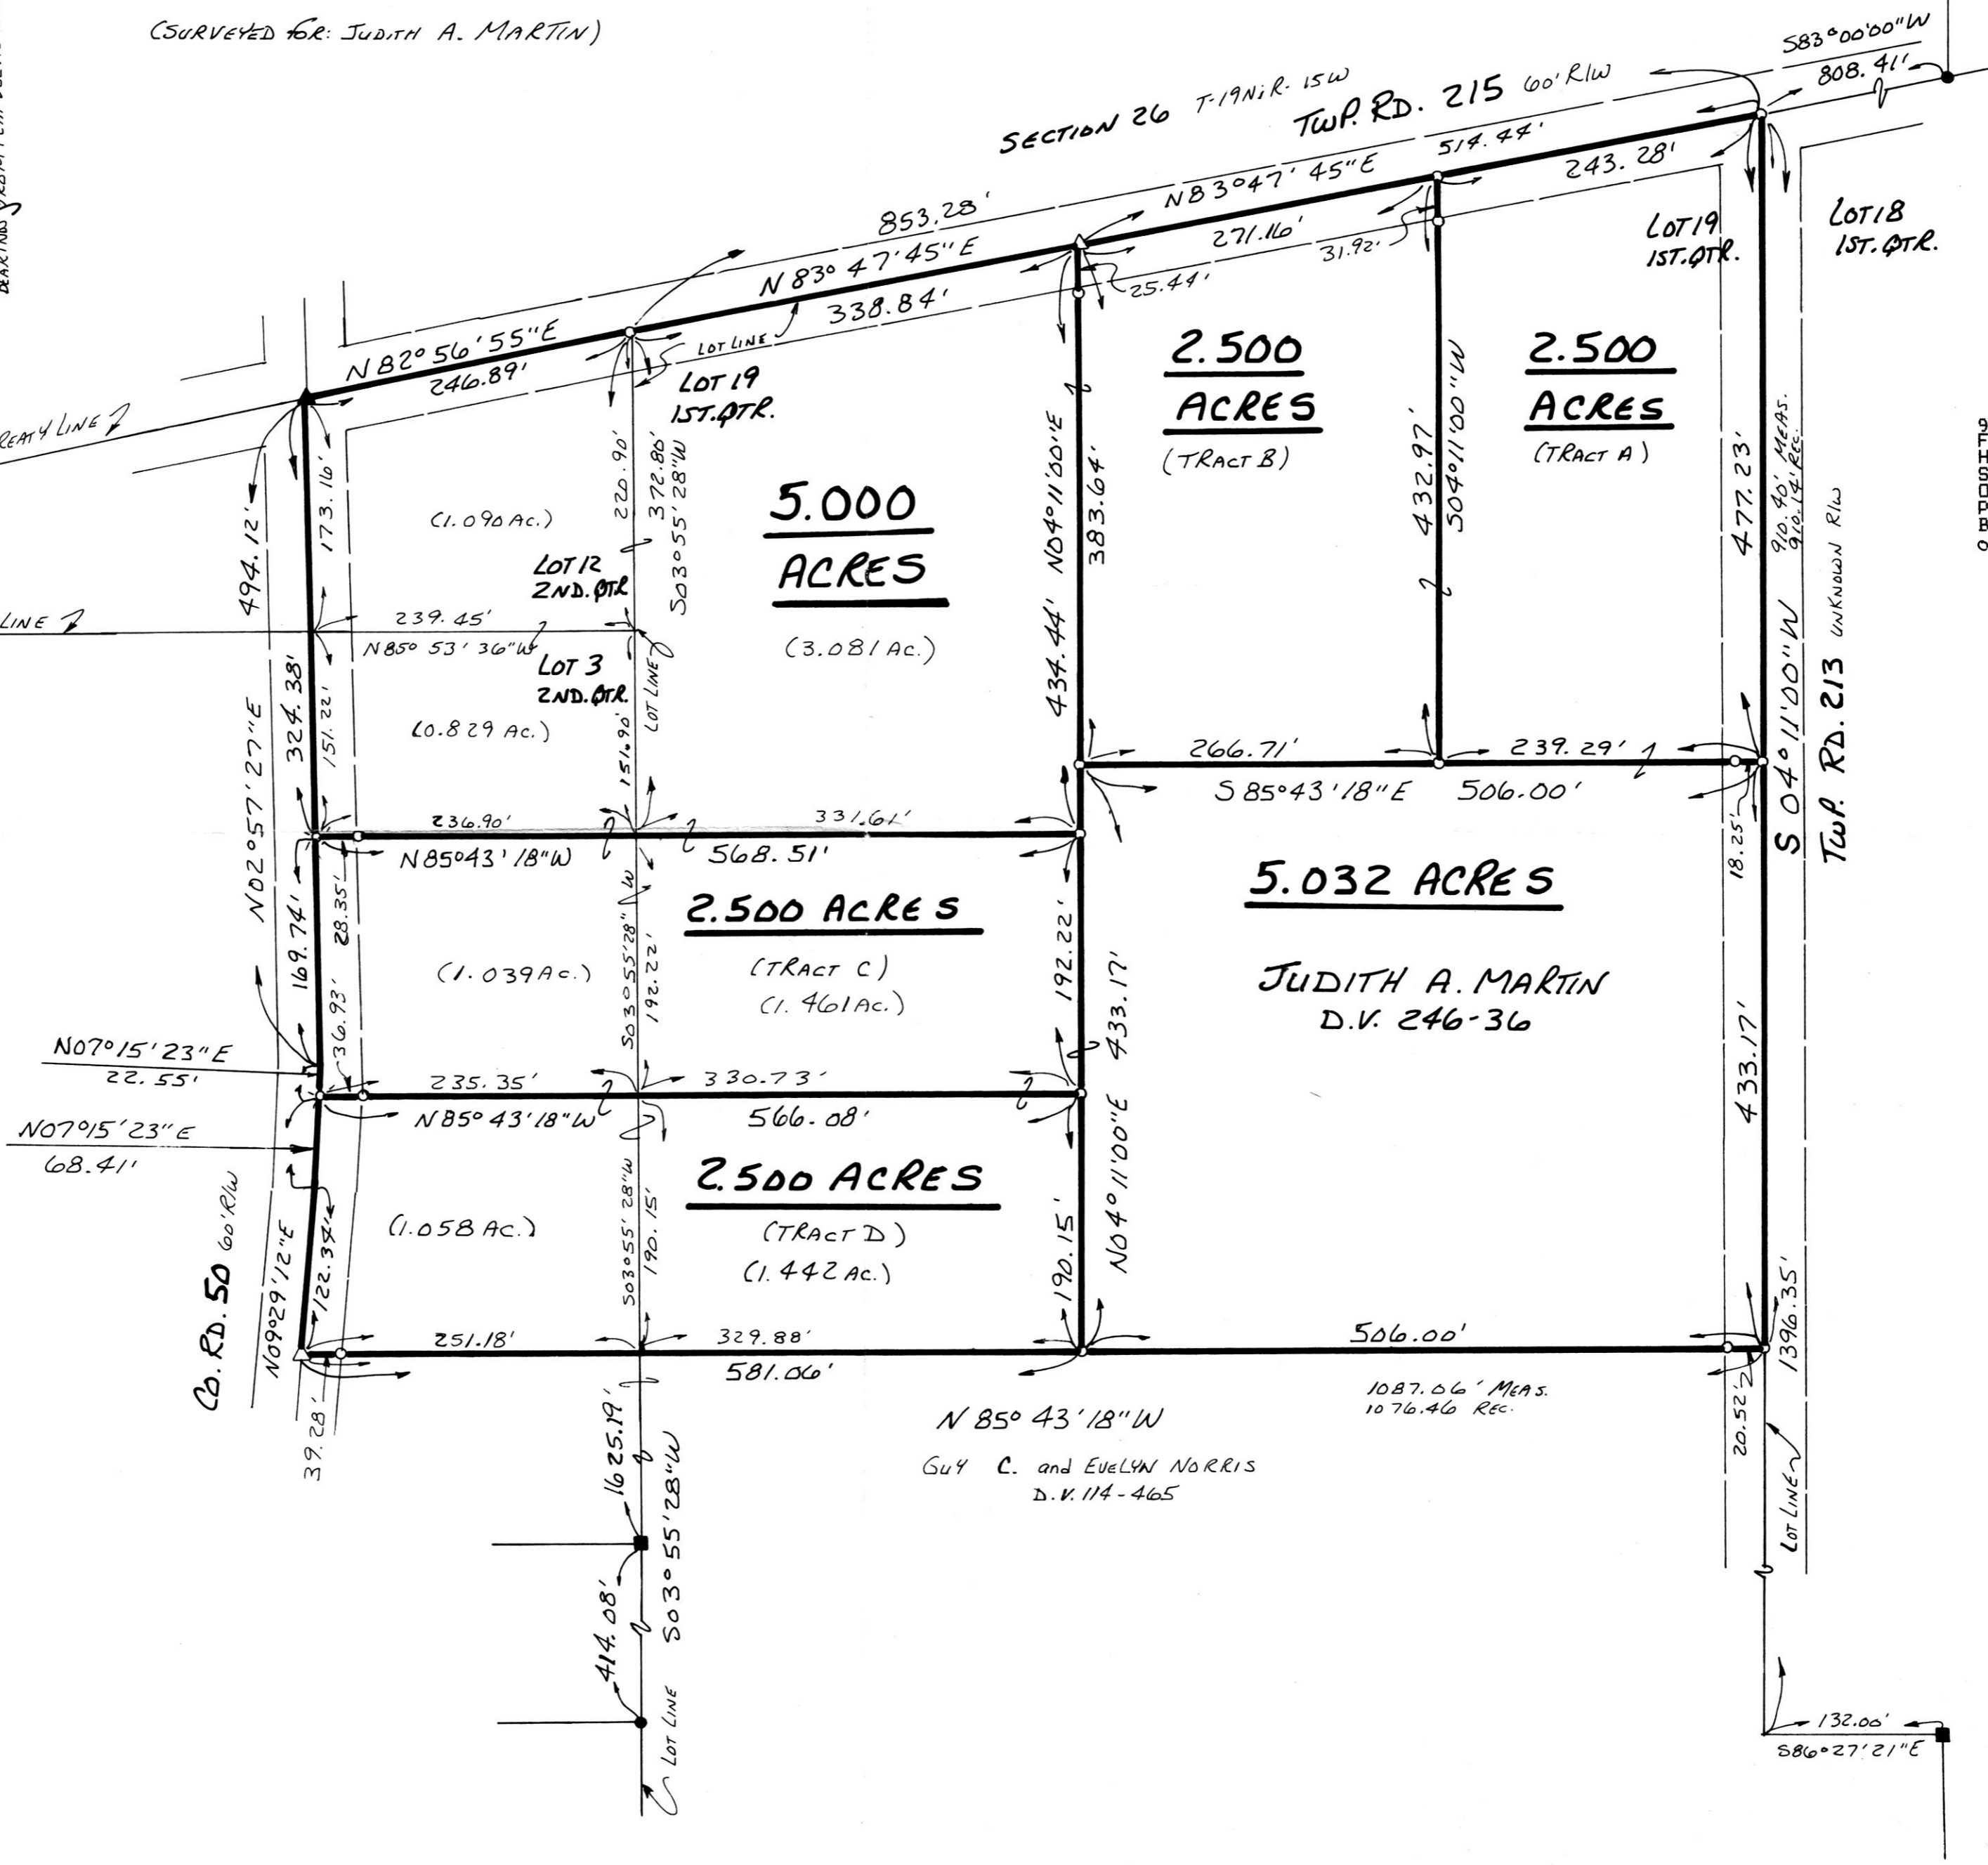 (SURVEYED FOR: JUDITH A. MARTIN)
S83°00'00"W
808.41'
SECTION 26 T-19N; R-15W
TWP. RD. 215 60' R/W
514.44'
853.28'
N83°47'45"E
243.28'
271.16'
31.92'
25.44'
N 83° 47'45"E
338.84'
LOT LINE
N 82° 56'55"E
246.89'
LOT 19
1ST. QTR.
LOT 18
1ST. QTR.
LOT 19
1ST. QTR.
LINE
494.12'
173.16'
(1.090 Ac.)
220.90'
372.80'
S03°55'28"W
LOT 12
2ND. QTR
5.000
ACRES
(3.081 Ac.)
N04°11'00"E
383.64'
434.44'
2.500
ACRES
(TRACT B)
432.97'
S04°11'00"W
2.500
ACRES
(TRACT A)
477.23'
910.40' MEAS.
910.14' REC.
LINE
239.45'
N85° 53' 36"W
LOT 3
2ND. QTR.
(0.829 Ac.)
151.90'
LOT LINE
324.38'
151.22'
N02°57'27"E
S 04°11'00"W
TWP. RD. 213 UNKNOWN R/W
266.71'
239.29'
S 85°43'18"E 506.00'
18.25'
236.90'
331.61'
N85°43'18"W
568.51'
169.74'
28.35'
36.93'
(1.039 Ac.)
S03°55'28"W
192.22'
2.500 ACRES
(TRACT C)
(1.461 Ac.)
192.22'
N04°11'00"E 433.17'
5.032 ACRES
JUDITH A. MARTIN
D.V. 246-36
433.17'
N07°15'23"E
22.55'
235.35'
330.73'
N85°43'18"W
566.08'
N07°15'23"E
68.41'
CO. RD. 50 60' R/W
N09°29'12"E
122.34'
(1.058 Ac.)
S03°55'28"W
190.15'
2.500 ACRES
(TRACT D)
(1.442 Ac.)
190.15'
251.18'
329.88'
581.06'
506.00'
39.28'
20.52'
1396.35'
N 85° 43'18"W
1087.06' MEAS.
1076.46 REC.
GUY C. and EVELYN NORRIS
D.V. 114-465
1625.19'
S03°55'28"W
414.08'
LOT LINE
LOT LINE
132.00'
S86°27'21"E